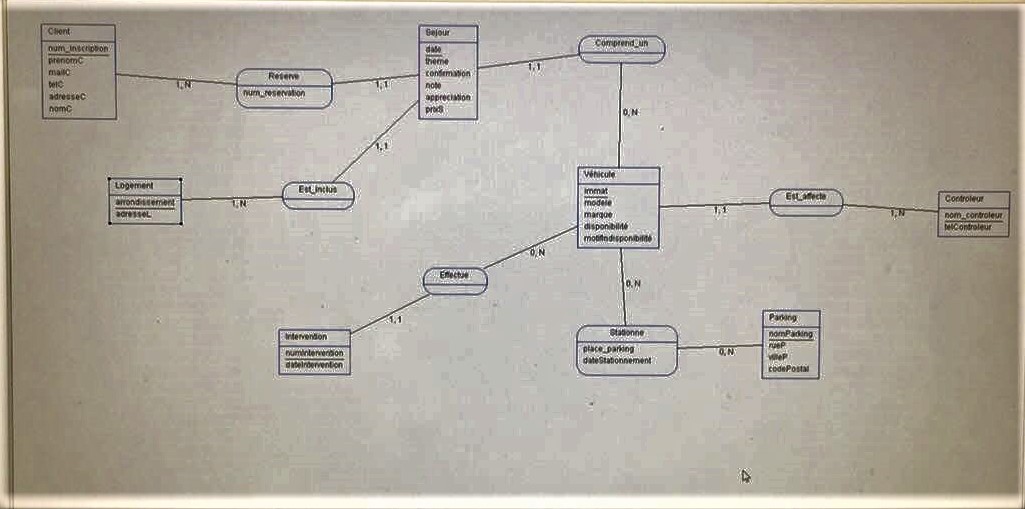 Client
num_inscription
prenomC
mailC
telC
adresseC
nomC
1,N
Reserve
num_reservation
1,1
Sejour
date
theme
confirmation
note
appreciation
prixS
1,1
Comprend_un
0,N
1,1
Est_inclus
1,N
Logement
arrondissement
adresseL
Véhicule
immat
modele
marque
disponibilité
motifindisponibilité
1,1
Est_affecte
1,N
Controleur
nom_controleur
telControleur
0,N
Effectue
1,1
Intervention
numIntervention
dateIntervention
0,N
Stationne
place_parking
dateStationnement
0,N
Parking
nomParking
rueP
villeP
codePostal